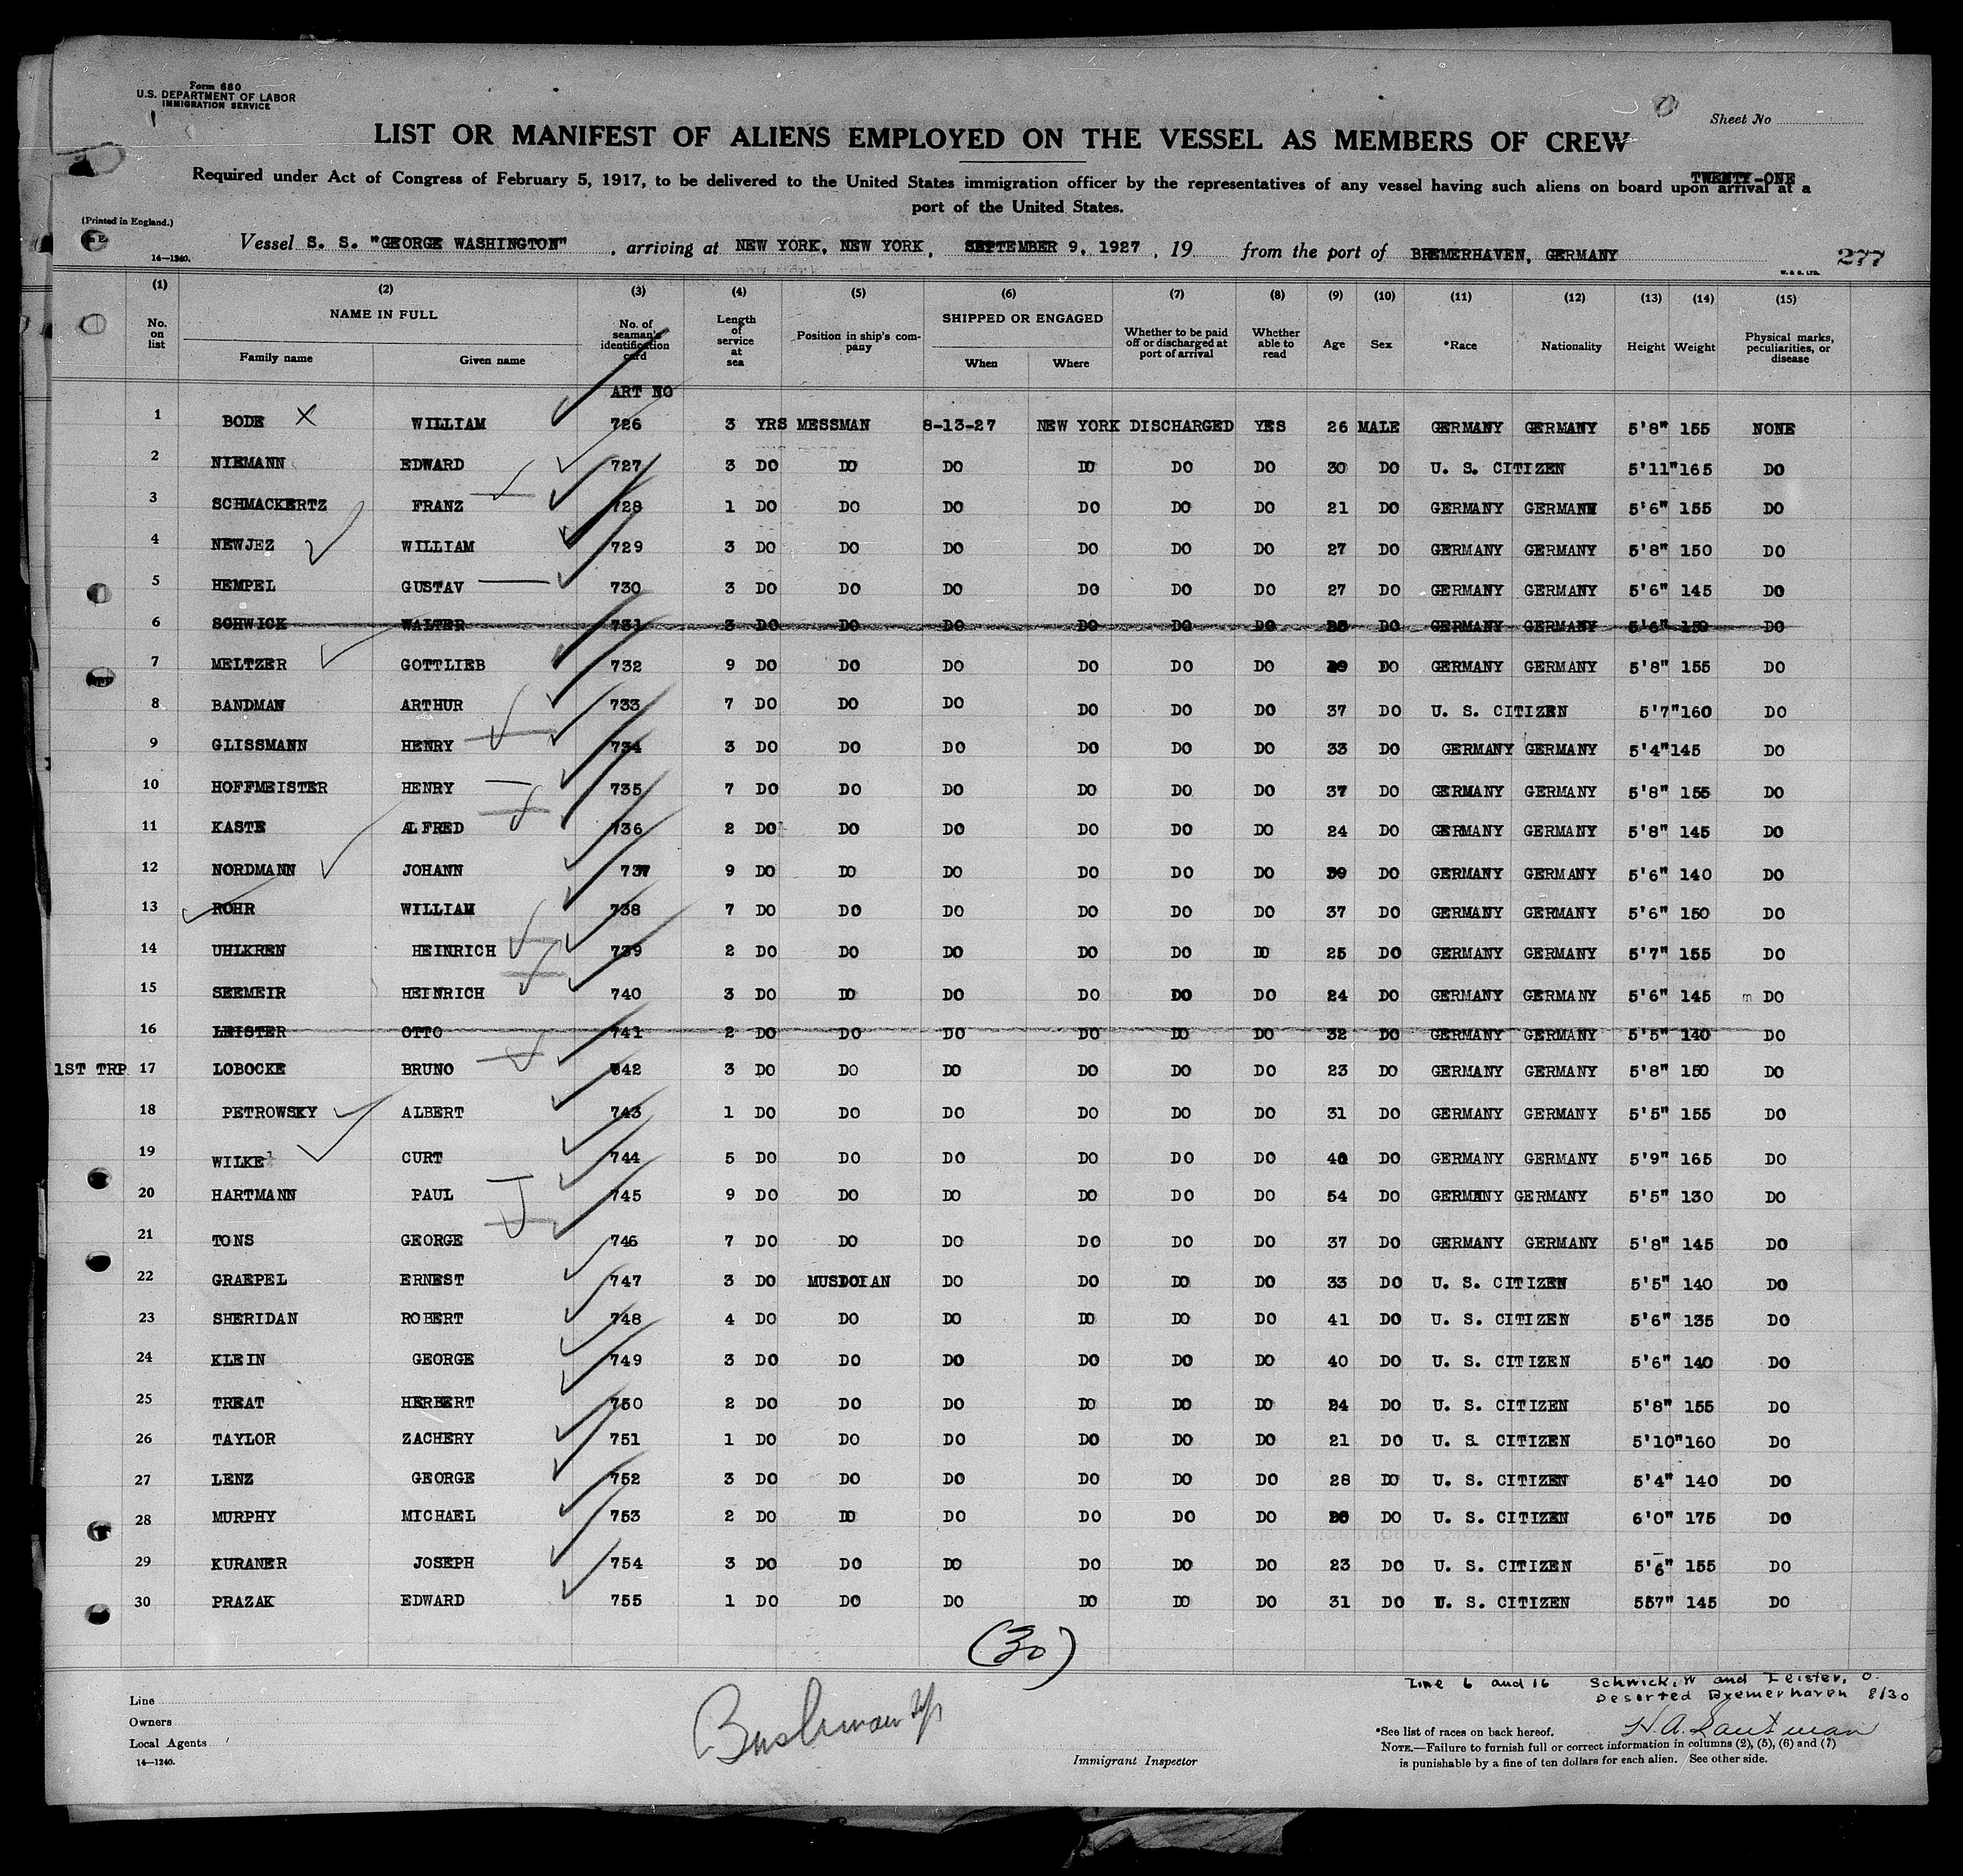 Form 680
U.S. DEPARTMENT OF LABOR
IMMIGRATION SERVICE
Sheet No
LIST OR MANIFEST OF ALIENS EMPLOYED ON THE VESSEL AS MEMBERS OF CREW
TWENTY-ONE
Required under Act of Congress of February 5, 1917, to be delivered to the United States immigration officer by the representatives of any vessel having such aliens on board upon arrival at a
port of the United States.
(Printed in England.)
Vessel S. S. "GEORGE WASHINGTON" , arriving at NEW YORK, NEW YORK, SEPTEMBER 9, 1927 , 19 from the port of BREMERHAVEN, GERMANY 277
14—1240. W. & S. LTD.
(1) (2) (3) (4) (5) (6) (7) (8) (9) (10) (11) (12) (13) (14) (15)
No. on list NAME IN FULL Family name Given name No. of seaman's identification card Length of service at sea Position in ship's company SHIPPED OR ENGAGED When Where Whether to be paid off or discharged at port of arrival Whether able to read Age Sex *Race Nationality Height Weight Physical marks, peculiarities, or disease
ART NO
1 BODE X WILLIAM 726 3 YRS MESSMAN 8-13-27 NEW YORK DISCHARGED YES 26 MALE GERMANY GERMANY 5'8" 155 NONE
2 NIEMANN EDWARD 727 3 DO DO DO DO DO DO 30 DO U. S. CITIZEN 5'11" 165 DO
3 SCHMACKERTZ FRANZ 728 1 DO DO DO DO DO DO 21 DO GERMANY GERMANY 5'6" 155 DO
4 NEWJEZ WILLIAM 729 3 DO DO DO DO DO DO 27 DO GERMANY GERMANY 5'8" 150 DO
5 HEMPEL GUSTAV 730 3 DO DO DO DO DO DO 27 DO GERMANY GERMANY 5'6" 145 DO
6 SCHWICK WALTER 731 3 DO DO DO DO DO DO DO GERMANY GERMANY 5'6" 150 DO
7 MELTZER GOTTLIEB 732 9 DO DO DO DO DO DO DO GERMANY GERMANY 5'8" 155 DO
8 BANDMAN ARTHUR 733 7 DO DO DO DO DO DO 37 DO U. S. CITIZEN 5'7" 160 DO
9 GLISSMANN HENRY 734 3 DO DO DO DO DO DO 33 DO GERMANY GERMANY 5'4" 145 DO
10 HOFFMEISTER HENRY 735 7 DO DO DO DO DO DO 37 DO GERMANY GERMANY 5'8" 155 DO
11 KASTE ALFRED 736 2 DO DO DO DO DO DO 24 DO GERMANY GERMANY 5'8" 145 DO
12 NORDMANN JOHANN 737 9 DO DO DO DO DO DO 39 DO GERMANY GERMANY 5'6" 140 DO
13 ROHR WILLIAM 738 7 DO DO DO DO DO DO 37 DO GERMANY GERMANY 5'6" 150 DO
14 UHLKREN HEINRICH 739 2 DO DO DO DO DO DO 25 DO GERMANY GERMANY 5'7" 155 DO
15 SEEMEIR HEINRICH 740 3 DO DO DO DO DO DO 24 DO GERMANY GERMANY 5'6" 145 m DO
16 LEISTER OTTO 741 2 DO DO DO DO DO DO 32 DO GERMANY GERMANY 5'5" 140 DO
1ST TRP 17 LOBOCKE BRUNO 842 3 DO DO DO DO DO DO 23 DO GERMANY GERMANY 5'8" 150 DO
18 PETROWSKY ALBERT 743 1 DO DO DO DO DO DO 31 DO GERMANY GERMANY 5'5" 155 DO
19 WILKE CURT 744 5 DO DO DO DO DO DO 40 DO GERMANY GERMANY 5'9" 165 DO
20 HARTMANN PAUL 745 9 DO DO DO DO DO DO 54 DO GERMANY GERMANY 5'5" 130 DO
21 TONS GEORGE 746 7 DO DO DO DO DO DO 37 DO GERMANY GERMANY 5'8" 145 DO
22 GRAEPEL ERNEST 747 3 DO MUSICIAN DO DO DO DO 33 DO U. S. CITIZEN 5'5" 140 DO
23 SHERIDAN ROBERT 748 4 DO DO DO DO DO DO 41 DO U. S. CITIZEN 5'6" 135 DO
24 KLEIN GEORGE 749 3 DO DO DO DO DO DO 40 DO U. S. CITIZEN 5'6" 140 DO
25 TREAT HERBERT 750 2 DO DO DO DO DO DO 24 DO U. S. CITIZEN 5'8" 155 DO
26 TAYLOR ZACHERY 751 1 DO DO DO DO DO DO 21 DO U. S. CITIZEN 5'10" 160 DO
27 LENZ GEORGE 752 3 DO DO DO DO DO DO 28 DO U. S. CITIZEN 5'4" 140 DO
28 MURPHY MICHAEL 753 2 DO DO DO DO DO DO DO U. S. CITIZEN 6'0" 175 DO
29 KURANER JOSEPH 754 3 DO DO DO DO DO DO 23 DO U. S. CITIZEN 5'6" 155 DO
30 PRAZAK EDWARD 755 1 DO DO DO DO DO DO 31 DO U. S. CITIZEN 557" 145 DO
(30)
Line 6 and 16 Schwick, W and Leister, O.
Deserted Bremerhaven 8/30
Line
Owners
Local Agents
14—1240.
Immigrant Inspector
*See list of races on back hereof.
NOTE.—Failure to furnish full or correct information in columns (2), (5), (6) and (7)
is punishable by a fine of ten dollars for each alien. See other side.